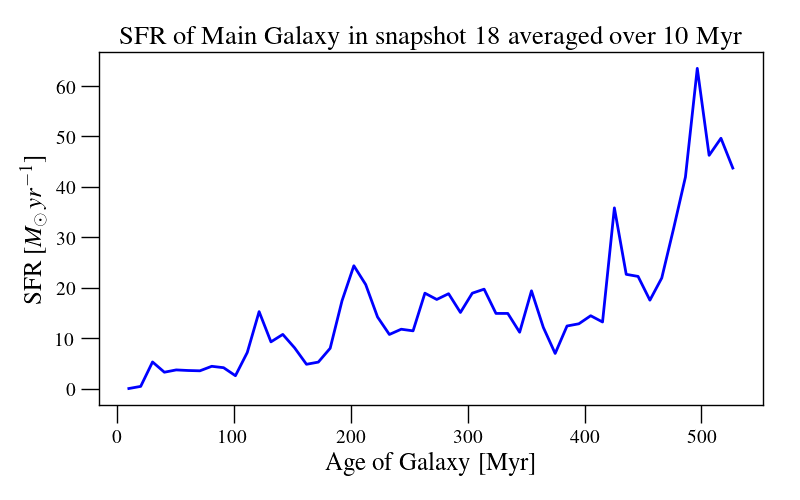 SFR of Main Galaxy in snapshot 18 averaged over 10 Myr
SFR [M⊙ yr⁻¹]
60
50
40
30
20
10
0
0 100 200 300 400 500
Age of Galaxy [Myr]